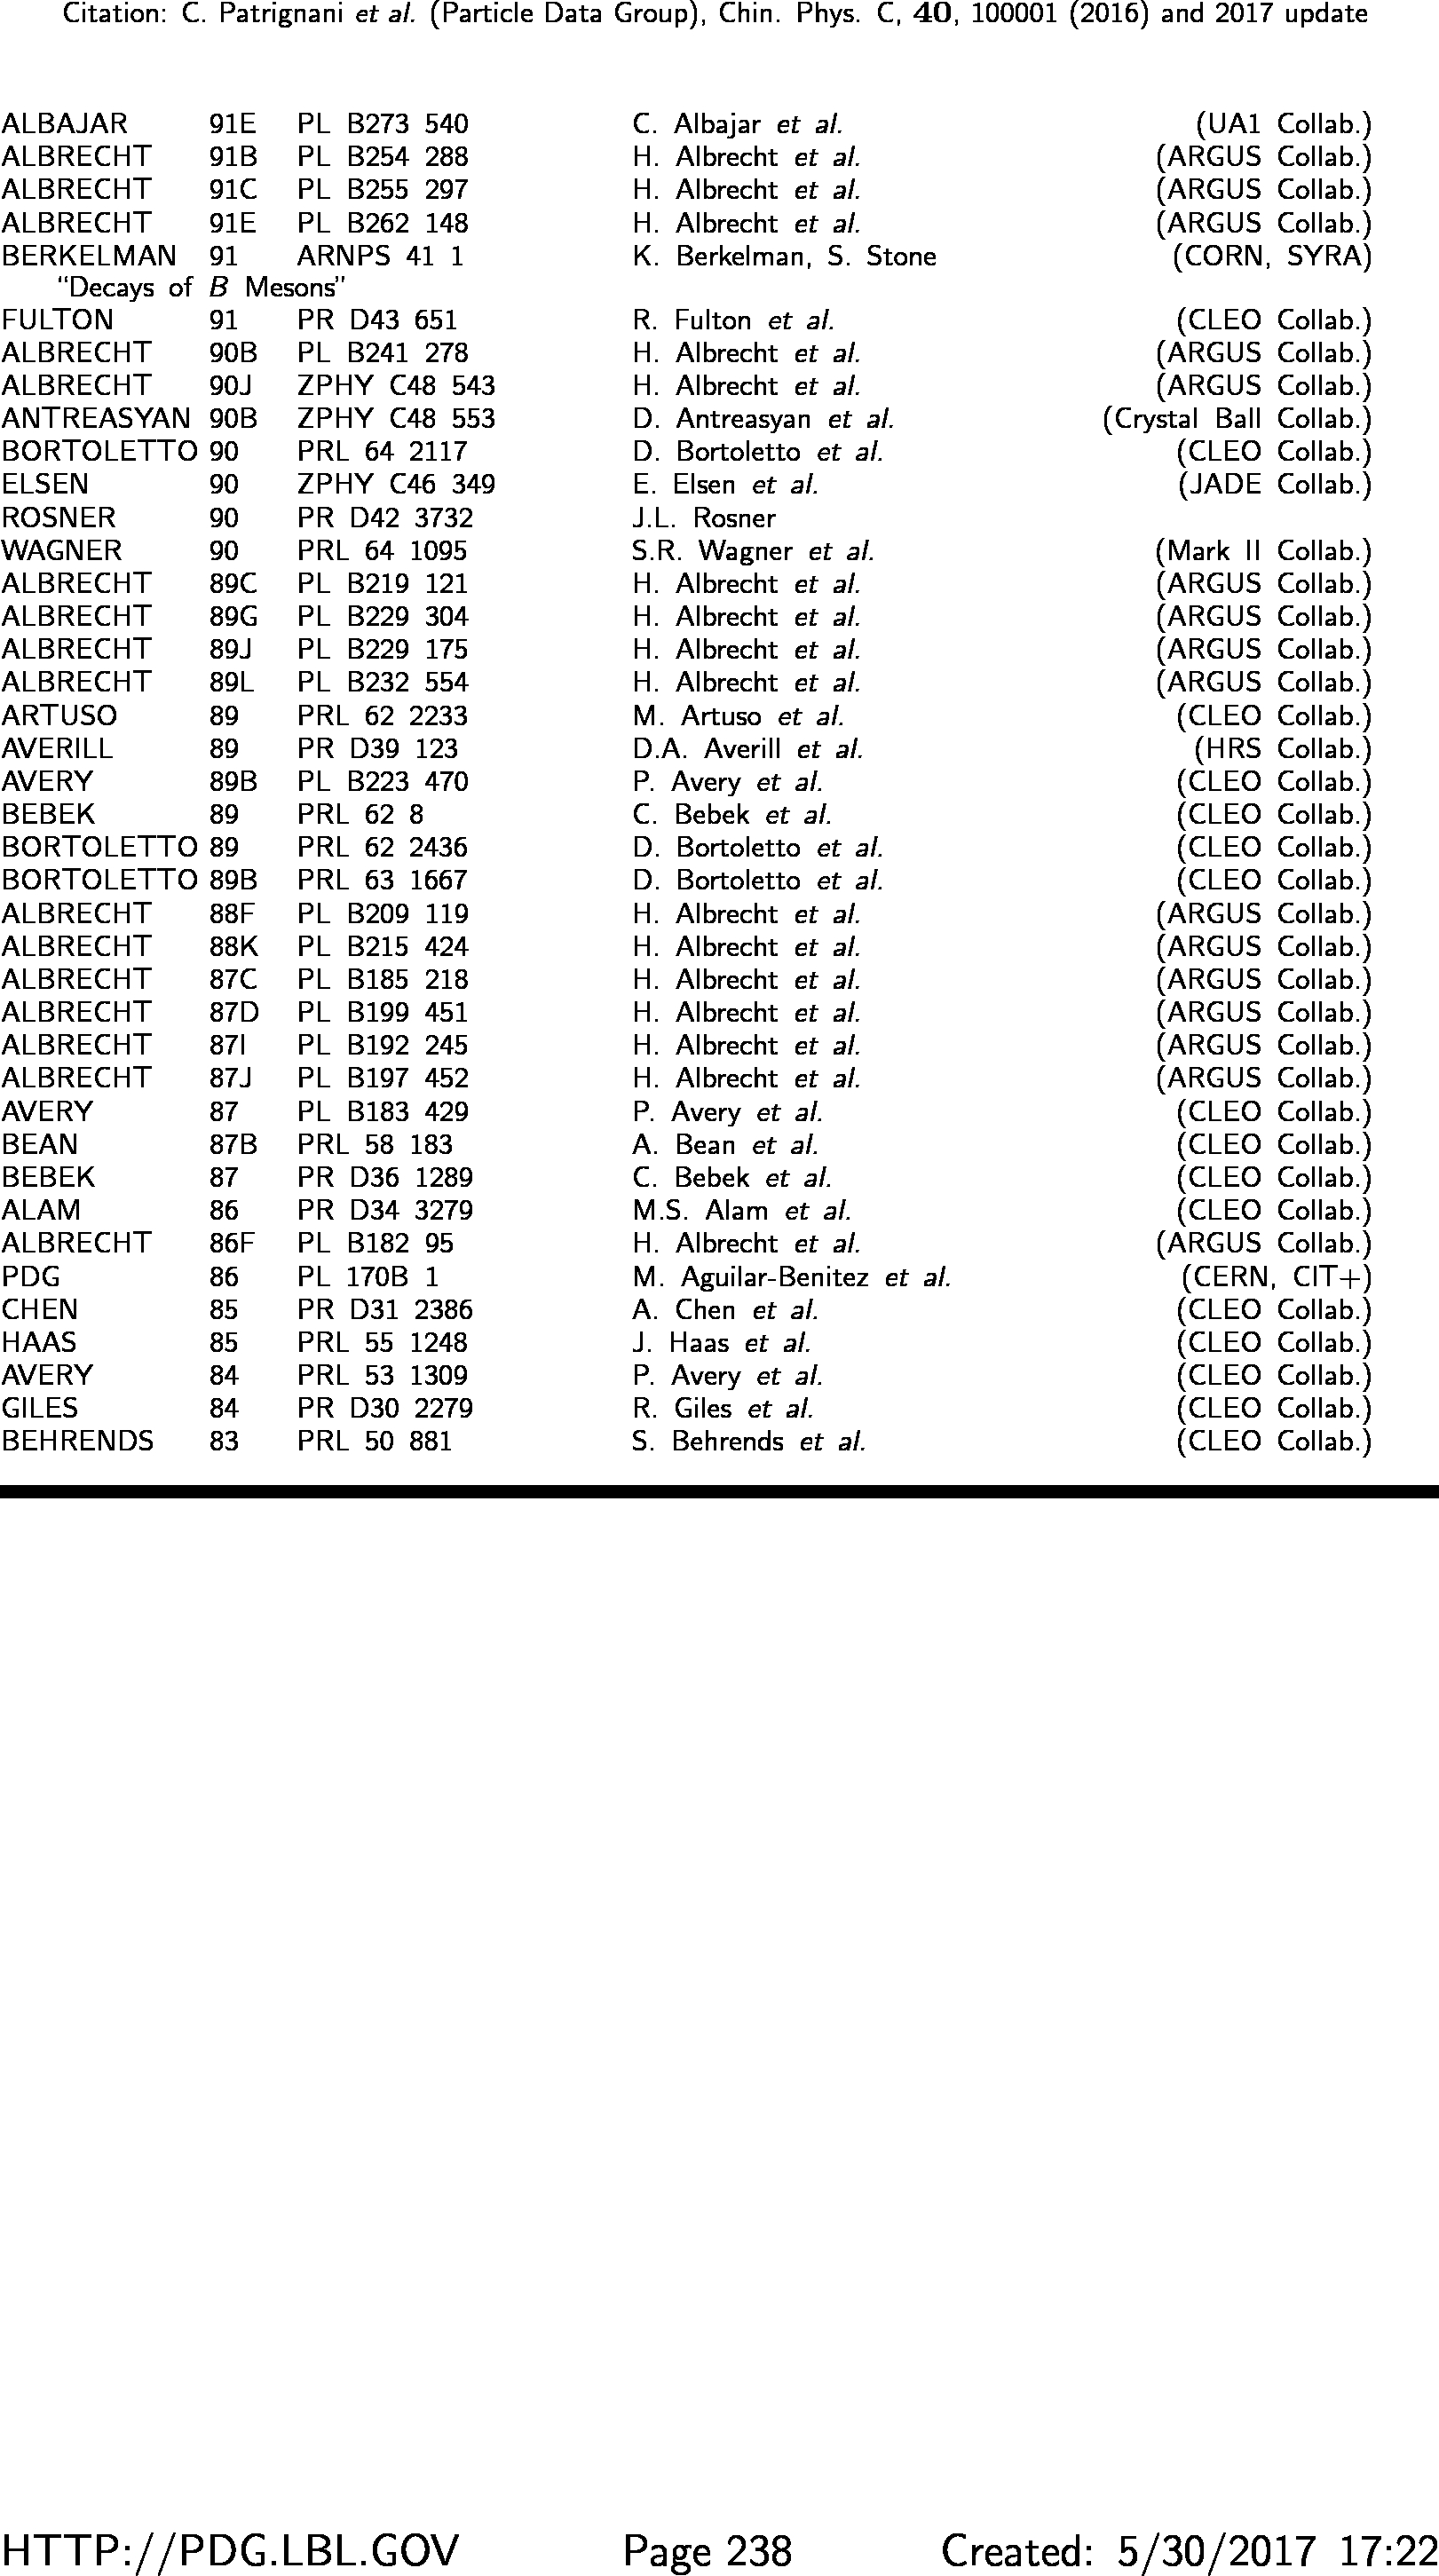 Citation: C. Patrignani et al. (Particle Data Group), Chin. Phys. C, 40, 100001 (2016) and 2017 update
ALBAJAR 91E PL B273 540 C. Albajar et al. (UA1 Collab.)
ALBRECHT 91B PL B254 288 H. Albrecht et al. (ARGUS Collab.)
ALBRECHT 91C PL B255 297 H. Albrecht et al. (ARGUS Collab.)
ALBRECHT 91E PL B262 148 H. Albrecht et al. (ARGUS Collab.)
BERKELMAN 91 ARNPS 41 1 K. Berkelman, S. Stone (CORN, SYRA)
“Decays of B Mesons”
FULTON 91 PR D43 651 R. Fulton et al. (CLEO Collab.)
ALBRECHT 90B PL B241 278 H. Albrecht et al. (ARGUS Collab.)
ALBRECHT 90J ZPHY C48 543 H. Albrecht et al. (ARGUS Collab.)
ANTREASYAN 90B ZPHY C48 553 D. Antreasyan et al. (Crystal Ball Collab.)
BORTOLETTO 90 PRL 64 2117 D. Bortoletto et al. (CLEO Collab.)
ELSEN 90 ZPHY C46 349 E. Elsen et al. (JADE Collab.)
ROSNER 90 PR D42 3732 J.L. Rosner
WAGNER 90 PRL 64 1095 S.R. Wagner et al. (Mark II Collab.)
ALBRECHT 89C PL B219 121 H. Albrecht et al. (ARGUS Collab.)
ALBRECHT 89G PL B229 304 H. Albrecht et al. (ARGUS Collab.)
ALBRECHT 89J PL B229 175 H. Albrecht et al. (ARGUS Collab.)
ALBRECHT 89L PL B232 554 H. Albrecht et al. (ARGUS Collab.)
ARTUSO 89 PRL 62 2233 M. Artuso et al. (CLEO Collab.)
AVERILL 89 PR D39 123 D.A. Averill et al. (HRS Collab.)
AVERY 89B PL B223 470 P. Avery et al. (CLEO Collab.)
BEBEK 89 PRL 62 8 C. Bebek et al. (CLEO Collab.)
BORTOLETTO 89 PRL 62 2436 D. Bortoletto et al. (CLEO Collab.)
BORTOLETTO 89B PRL 63 1667 D. Bortoletto et al. (CLEO Collab.)
ALBRECHT 88F PL B209 119 H. Albrecht et al. (ARGUS Collab.)
ALBRECHT 88K PL B215 424 H. Albrecht et al. (ARGUS Collab.)
ALBRECHT 87C PL B185 218 H. Albrecht et al. (ARGUS Collab.)
ALBRECHT 87D PL B199 451 H. Albrecht et al. (ARGUS Collab.)
ALBRECHT 87I PL B192 245 H. Albrecht et al. (ARGUS Collab.)
ALBRECHT 87J PL B197 452 H. Albrecht et al. (ARGUS Collab.)
AVERY 87 PL B183 429 P. Avery et al. (CLEO Collab.)
BEAN 87B PRL 58 183 A. Bean et al. (CLEO Collab.)
BEBEK 87 PR D36 1289 C. Bebek et al. (CLEO Collab.)
ALAM 86 PR D34 3279 M.S. Alam et al. (CLEO Collab.)
ALBRECHT 86F PL B182 95 H. Albrecht et al. (ARGUS Collab.)
PDG 86 PL 170B 1 M. Aguilar-Benitez et al. (CERN, CIT+)
CHEN 85 PR D31 2386 A. Chen et al. (CLEO Collab.)
HAAS 85 PRL 55 1248 J. Haas et al. (CLEO Collab.)
AVERY 84 PRL 53 1309 P. Avery et al. (CLEO Collab.)
GILES 84 PR D30 2279 R. Giles et al. (CLEO Collab.)
BEHRENDS 83 PRL 50 881 S. Behrends et al. (CLEO Collab.)
HTTP://PDG.LBL.GOV Page 238 Created: 5/30/2017 17:22